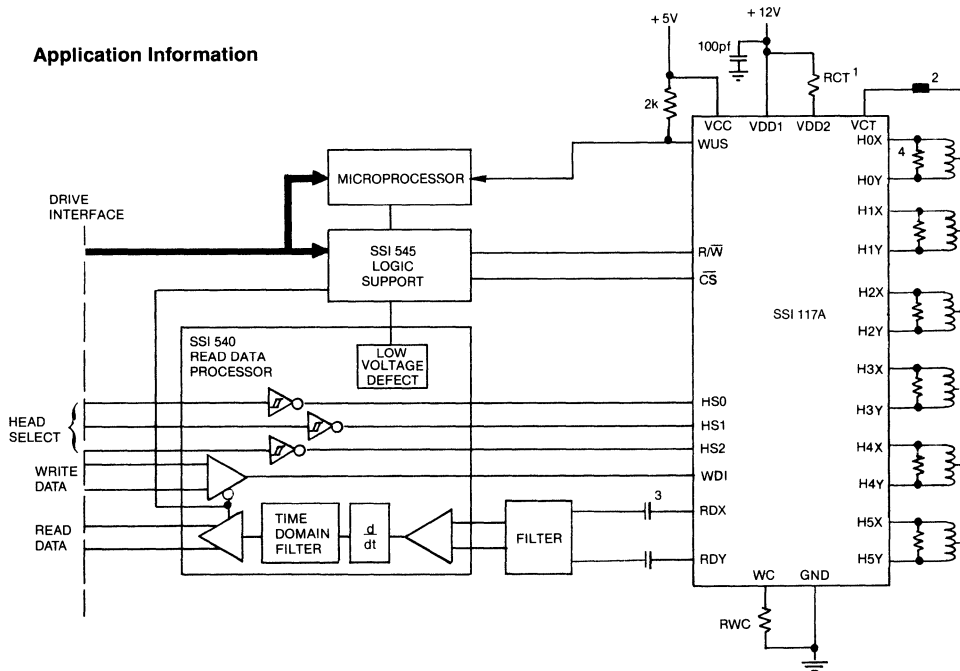 Application Information
+5V
+12V
100pf
RCT 1
2
2k
VCC
VDD1
VDD2
VCT
WUS
H0X
4
H0Y
MICROPROCESSOR
DRIVE
INTERFACE
H1X
H1Y
SSI 545
LOGIC
SUPPORT
R/W̅
C̅S̅
SSI 117A
H2X
H2Y
SSI 540
READ DATA
PROCESSOR
LOW
VOLTAGE
DEFECT
H3X
H3Y
HEAD
SELECT
HS0
HS1
HS2
H4X
H4Y
WRITE
DATA
WDI
READ
DATA
TIME
DOMAIN
FILTER
d
dt
FILTER
3
RDX
RDY
H5X
H5Y
WC
GND
RWC